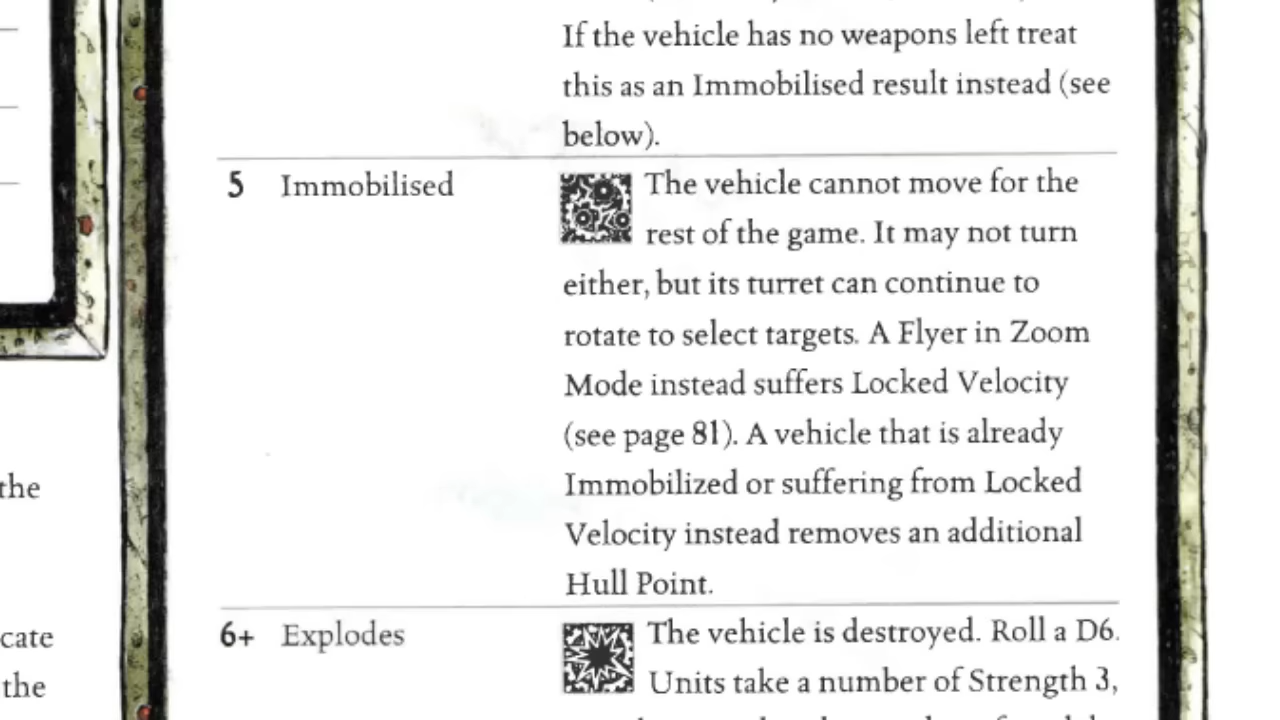 If the vehicle has no weapons left treat
this as an Immobilised result instead (see
below).
5 Immobilised The vehicle cannot move for the
rest of the game. It may not turn
either, but its turret can continue to
rotate to select targets. A Flyer in Zoom
Mode instead suffers Locked Velocity
(see page 81). A vehicle that is already
Immobilized or suffering from Locked
Velocity instead removes an additional
Hull Point.
6+ Explodes The vehicle is destroyed. Roll a D6.
Units take a number of Strength 3,
the
cate
the